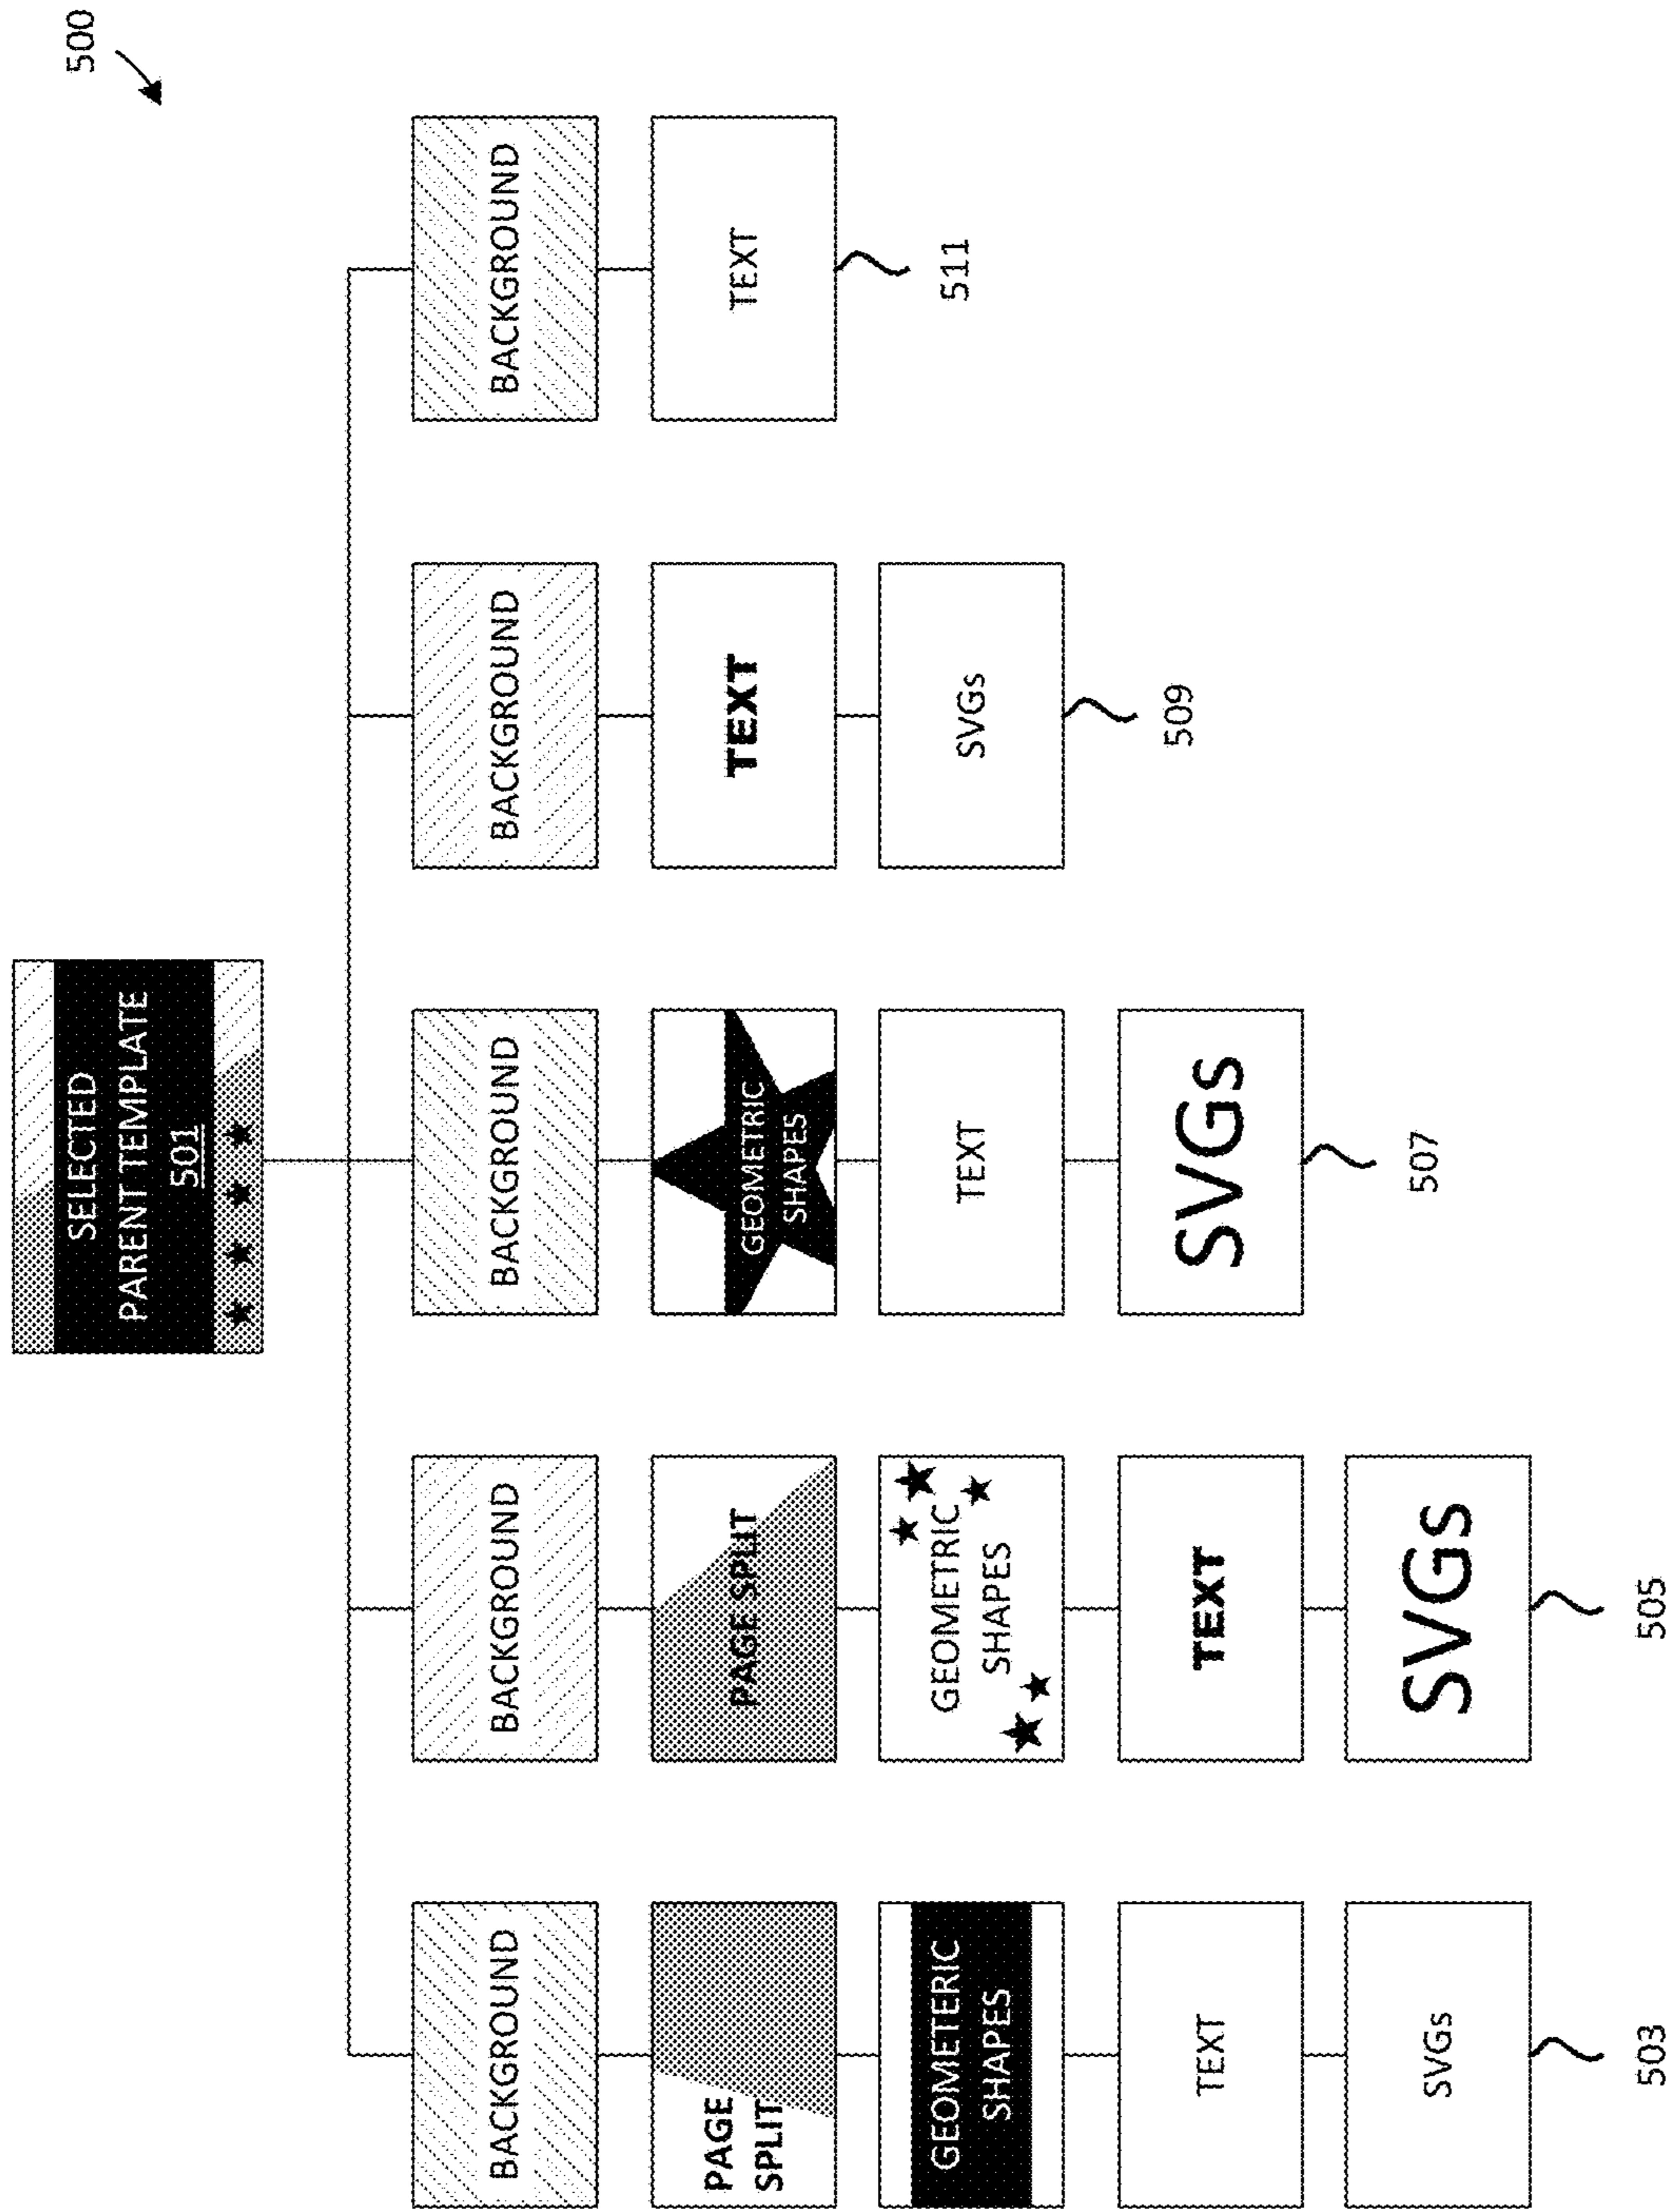 500
SELECTED
PARENT TEMPLATE
501
BACKGROUND
PAGE
SPLIT
GEOMETERIC
SHAPES
TEXT
SVGs
503
BACKGROUND
PAGE SPLIT
GEOMETRIC
SHAPES
TEXT
SVGs
505
BACKGROUND
GEOMETRIC
SHAPES
TEXT
SVGs
507
BACKGROUND
TEXT
SVGs
509
BACKGROUND
TEXT
511